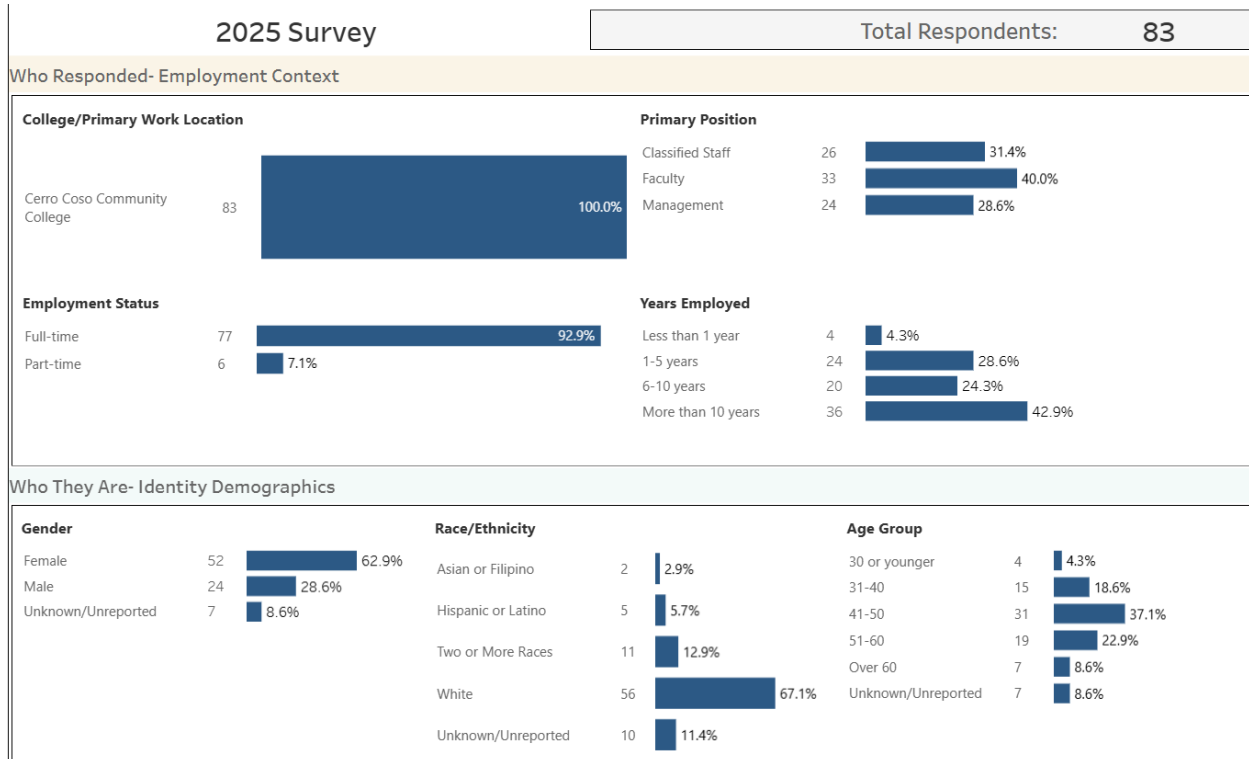 2025 Survey
Total Respondents: 83
Who Responded- Employment Context
College/Primary Work Location
Cerro Coso Community
College
83
100.0%
Primary Position
Classified Staff 26 31.4%
Faculty 33 40.0%
Management 24 28.6%
Employment Status
Full-time 77 92.9%
Part-time 6 7.1%
Years Employed
Less than 1 year 4 4.3%
1-5 years 24 28.6%
6-10 years 20 24.3%
More than 10 years 36 42.9%
Who They Are- Identity Demographics
Gender
Female 52 62.9%
Male 24 28.6%
Unknown/Unreported 7 8.6%
Race/Ethnicity
Asian or Filipino 2 2.9%
Hispanic or Latino 5 5.7%
Two or More Races 11 12.9%
White 56 67.1%
Unknown/Unreported 10 11.4%
Age Group
30 or younger 4 4.3%
31-40 15 18.6%
41-50 31 37.1%
51-60 19 22.9%
Over 60 7 8.6%
Unknown/Unreported 7 8.6%